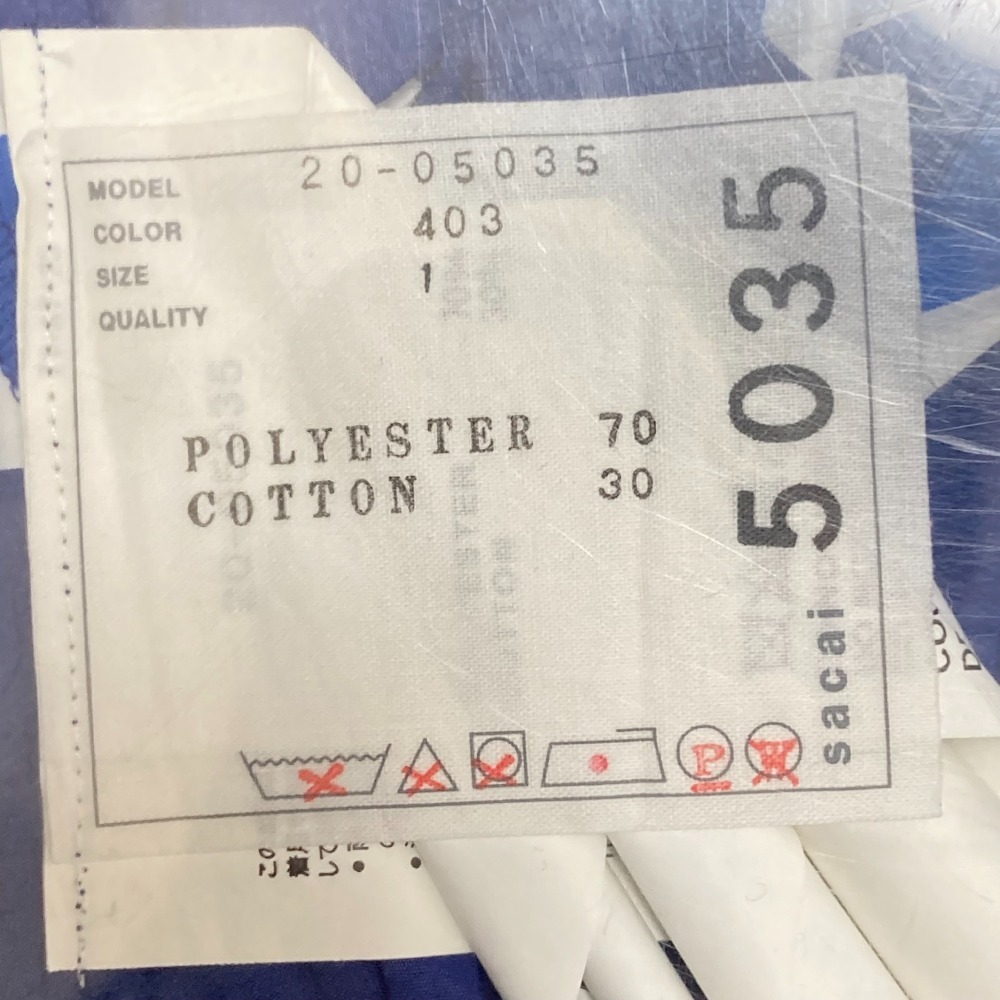 MODEL 20-05035
COLOR 403
SIZE 1
QUALITY
POLYESTER 70
COTTON 30
P
W
sacai 5035